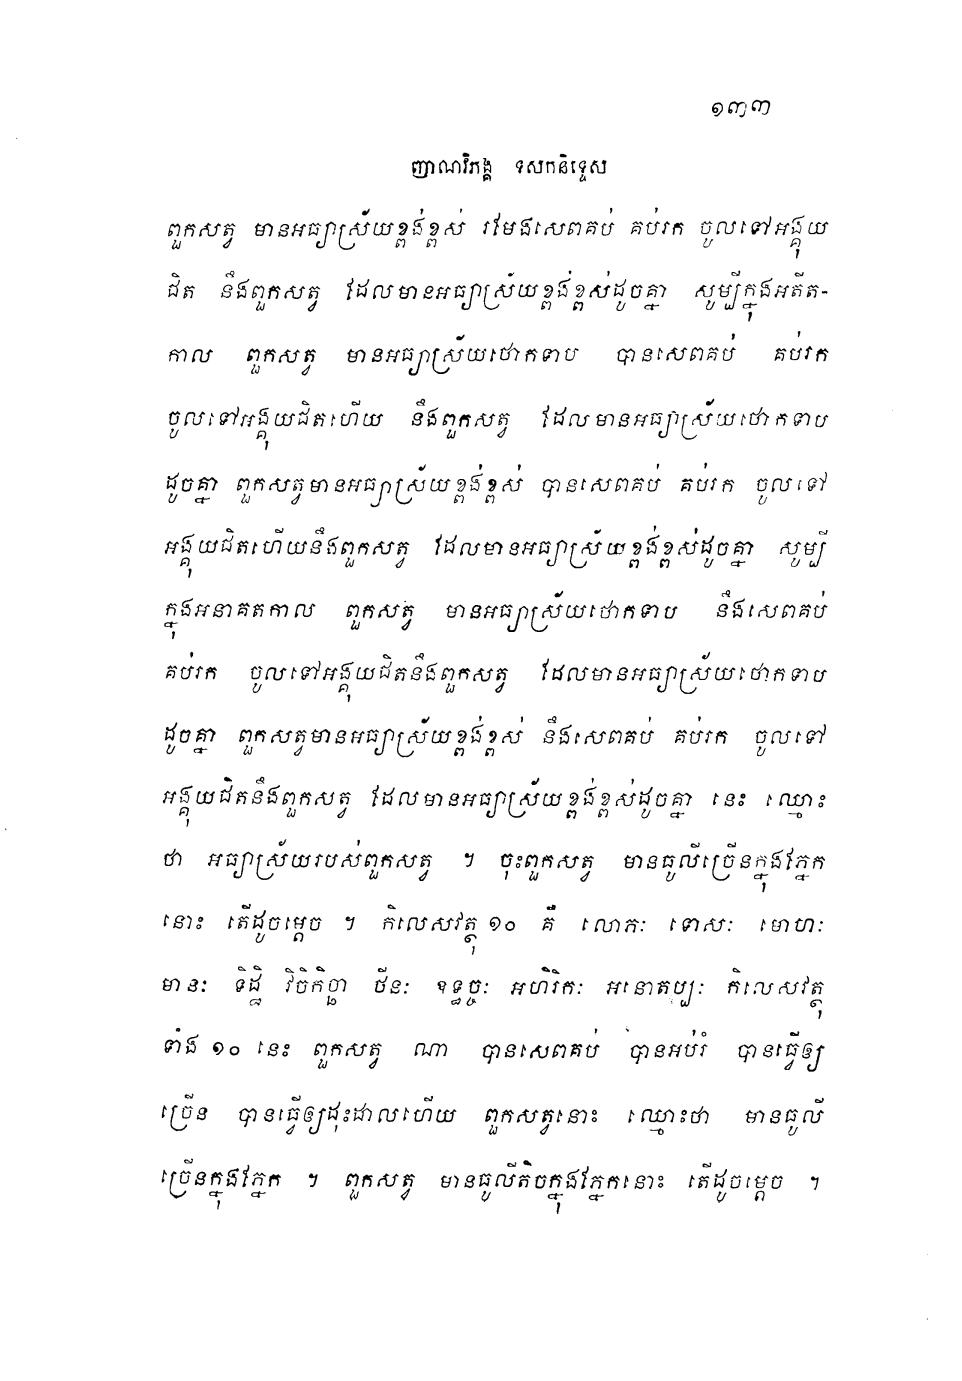 ១៣៣
ញាណវិភង្គ ទសកនិទ្ទេស
ពួកសត្វ មានអធ្យាស្រ័យខ្ពង់ខ្ពស់ រមែងសេពគប់ គប់រក ចូលទៅអង្គុយ
ជិត នឹងពួកសត្វ ដែលមានអធ្យាស្រ័យខ្ពង់ខ្ពស់ដូចគ្នា សូម្បីក្នុងអតីត-
កាល ពួកសត្វ មានអធ្យាស្រ័យថោកទាប បានសេពគប់ គប់រក
ចូលទៅអង្គុយជិតហើយ នឹងពួកសត្វ ដែលមានអធ្យាស្រ័យថោកទាប
ដូចគ្នា ពួកសត្វមានអធ្យាស្រ័យខ្ពង់ខ្ពស់ បានសេពគប់ គប់រក ចូលទៅ
អង្គុយជិតហើយនឹងពួកសត្វ ដែលមានអធ្យាស្រ័យខ្ពង់ខ្ពស់ដូចគ្នា សូម្បី
ក្នុងអនាគតកាល ពួកសត្វ មានអធ្យាស្រ័យថោកទាប នឹងសេពគប់
គប់រក ចូលទៅអង្គុយជិតនឹងពួកសត្វ ដែលមានអធ្យាស្រ័យថោកទាប
ដូចគ្នា ពួកសត្វមានអធ្យាស្រ័យខ្ពង់ខ្ពស់ នឹងសេពគប់ គប់រក ចូលទៅ
អង្គុយជិតនឹងពួកសត្វ ដែលមានអធ្យាស្រ័យខ្ពង់ខ្ពស់ដូចគ្នា នេះ ឈ្មោះ
ថា អធ្យាស្រ័យរបស់ពួកសត្វ ។ ចុះពួកសត្វ មានធូលីច្រើនក្នុងភ្នែក
នោះ តើដូចម្តេច ។ កិលេសវត្ថុ ១០ គឺ លោភៈ ទោសៈ មោហៈ
មានៈ ទិដ្ឋិ វិចិកិច្ឆា ថីនៈ ឧទ្ធច្ចៈ អហិរិកៈ អនោតប្បៈ កិលេសវត្ថុ
ទាំង ១០ នេះ ពួកសត្វ ណា បានសេពគប់ បានអប់រំ បានធ្វើឲ្យ
ច្រើន បានធ្វើឲ្យដុះដាលហើយ ពួកសត្វនោះ ឈ្មោះថា មានធូលី
ច្រើនក្នុងភ្នែក ។ ពួកសត្វ មានធូលីតិចក្នុងភ្នែកនោះ តើដូចម្តេច ។